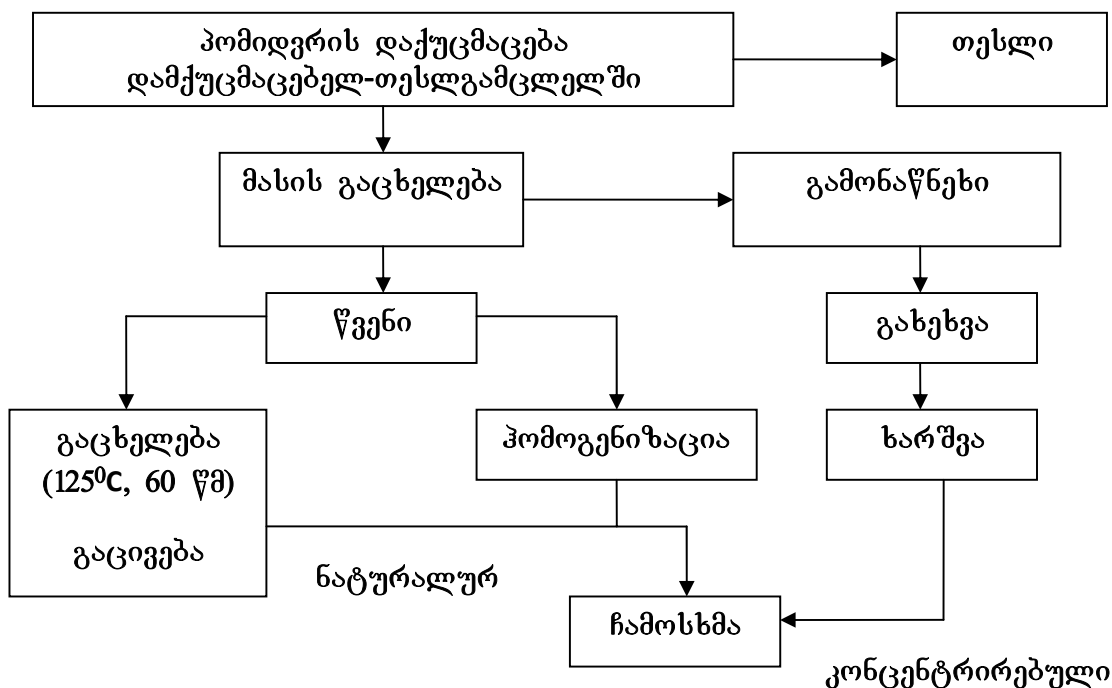 პომიდვრის დაქუცმაცება
დამქუცმაცებელ-თესლგამცლელში
თესლი
მასის გაცხელება
გამონაწნეხი
წვენი
გახეხვა
გაცხელება
(125⁰C, 60 წმ)
გაცივება
ჰომოგენიზაცია
ხარშვა
ნატურალურ
ჩამოსხმა
კონცენტრირებული